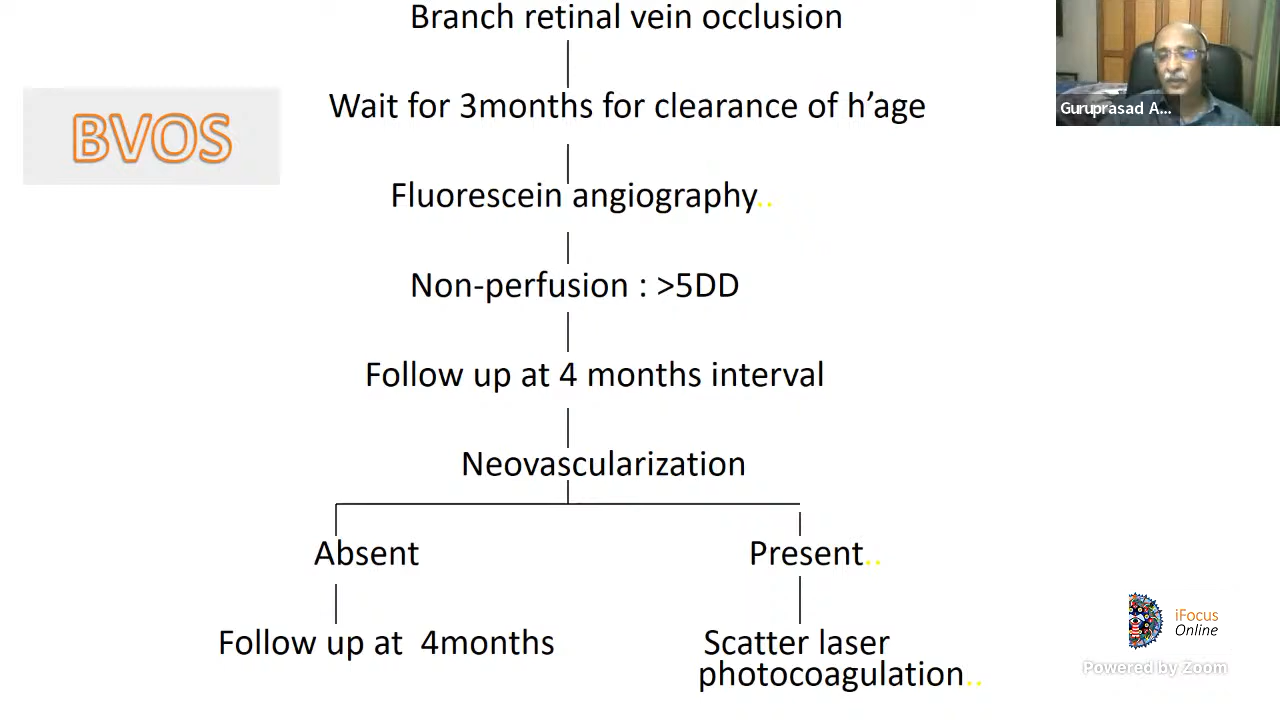 Branch retinal vein occlusion
Guruprasad A...
BVOS
Wait for 3months for clearance of h’age
Fluorescein angiography..
Non-perfusion : >5DD
Follow up at 4 months interval
Neovascularization
Absent
Present..
Follow up at 4months
Scatter laser
photocoagulation..
iFocus
Online
Powered by Zoom